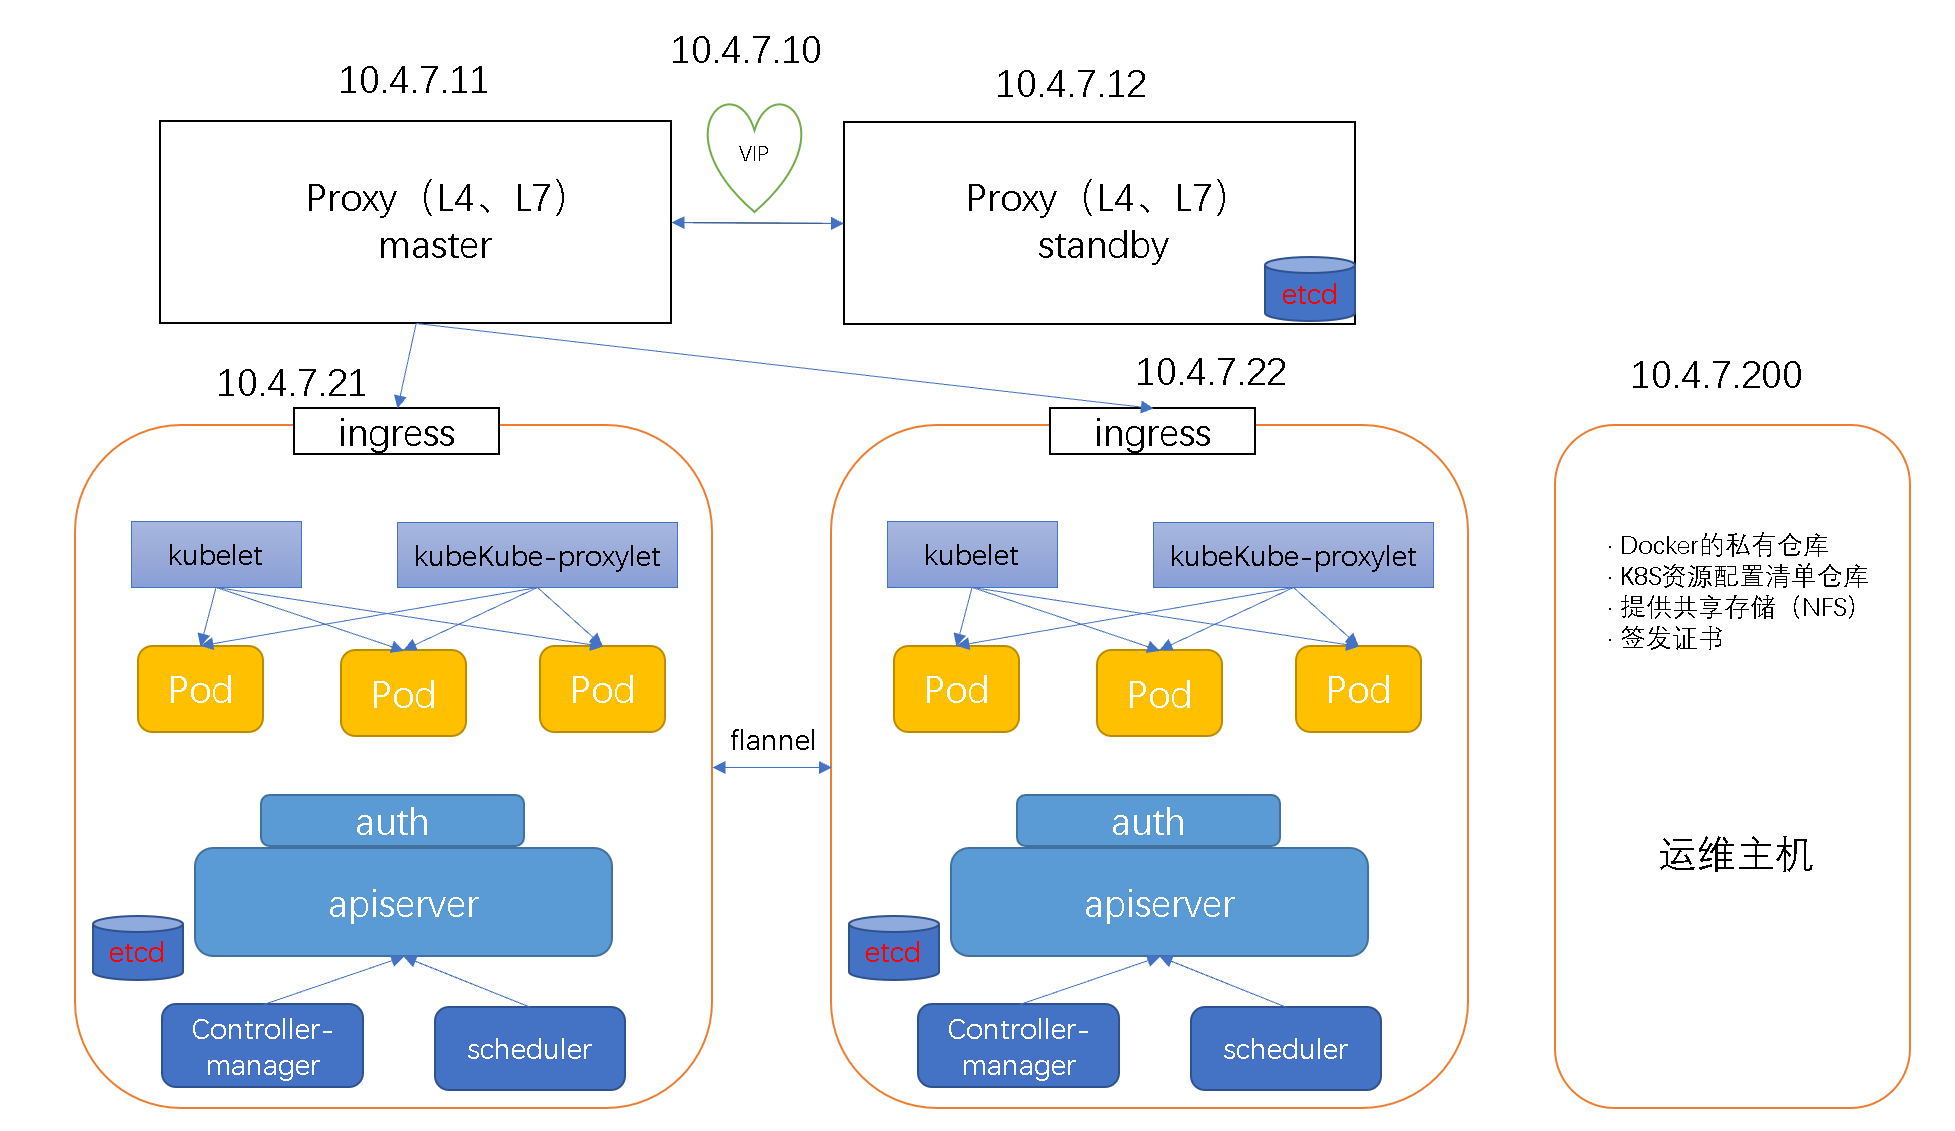 10.4.7.10
10.4.7.11
10.4.7.12
VIP
Proxy（L4、L7）
master
Proxy（L4、L7）
standby
etcd
10.4.7.21
10.4.7.22
10.4.7.200
ingress
ingress
kubelet
kubeKube-proxylet
kubelet
kubeKube-proxylet
· Docker的私有仓库
· K8S资源配置清单仓库
· 提供共享存储（NFS）
· 签发证书
Pod
Pod
Pod
Pod
Pod
Pod
flannel
auth
auth
运维主机
apiserver
apiserver
etcd
etcd
Controller-
manager
scheduler
Controller-
manager
scheduler